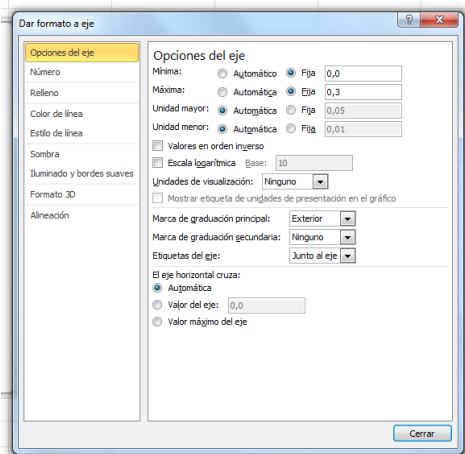 Dar formato a eje
Opciones del eje
Número
Relleno
Color de línea
Estilo de línea
Sombra
Iluminado y bordes suaves
Formato 3D
Alineación
Opciones del eje
Mínima: Automático Fija 0,0
Máxima: Automática Fija 0,3
Unidad mayor: Automática Fija 0,05
Unidad menor: Automática Fija 0,01
Valores en orden inverso
Escala logarítmica Base: 10
Unidades de visualización: Ninguno
Mostrar etiqueta de unidades de presentación en el gráfico
Marca de graduación principal: Exterior
Marca de graduación secundaria: Ninguno
Etiquetas del eje: Junto al eje
El eje horizontal cruza:
Automática
Valor del eje: 0,0
Valor máximo del eje
Cerrar